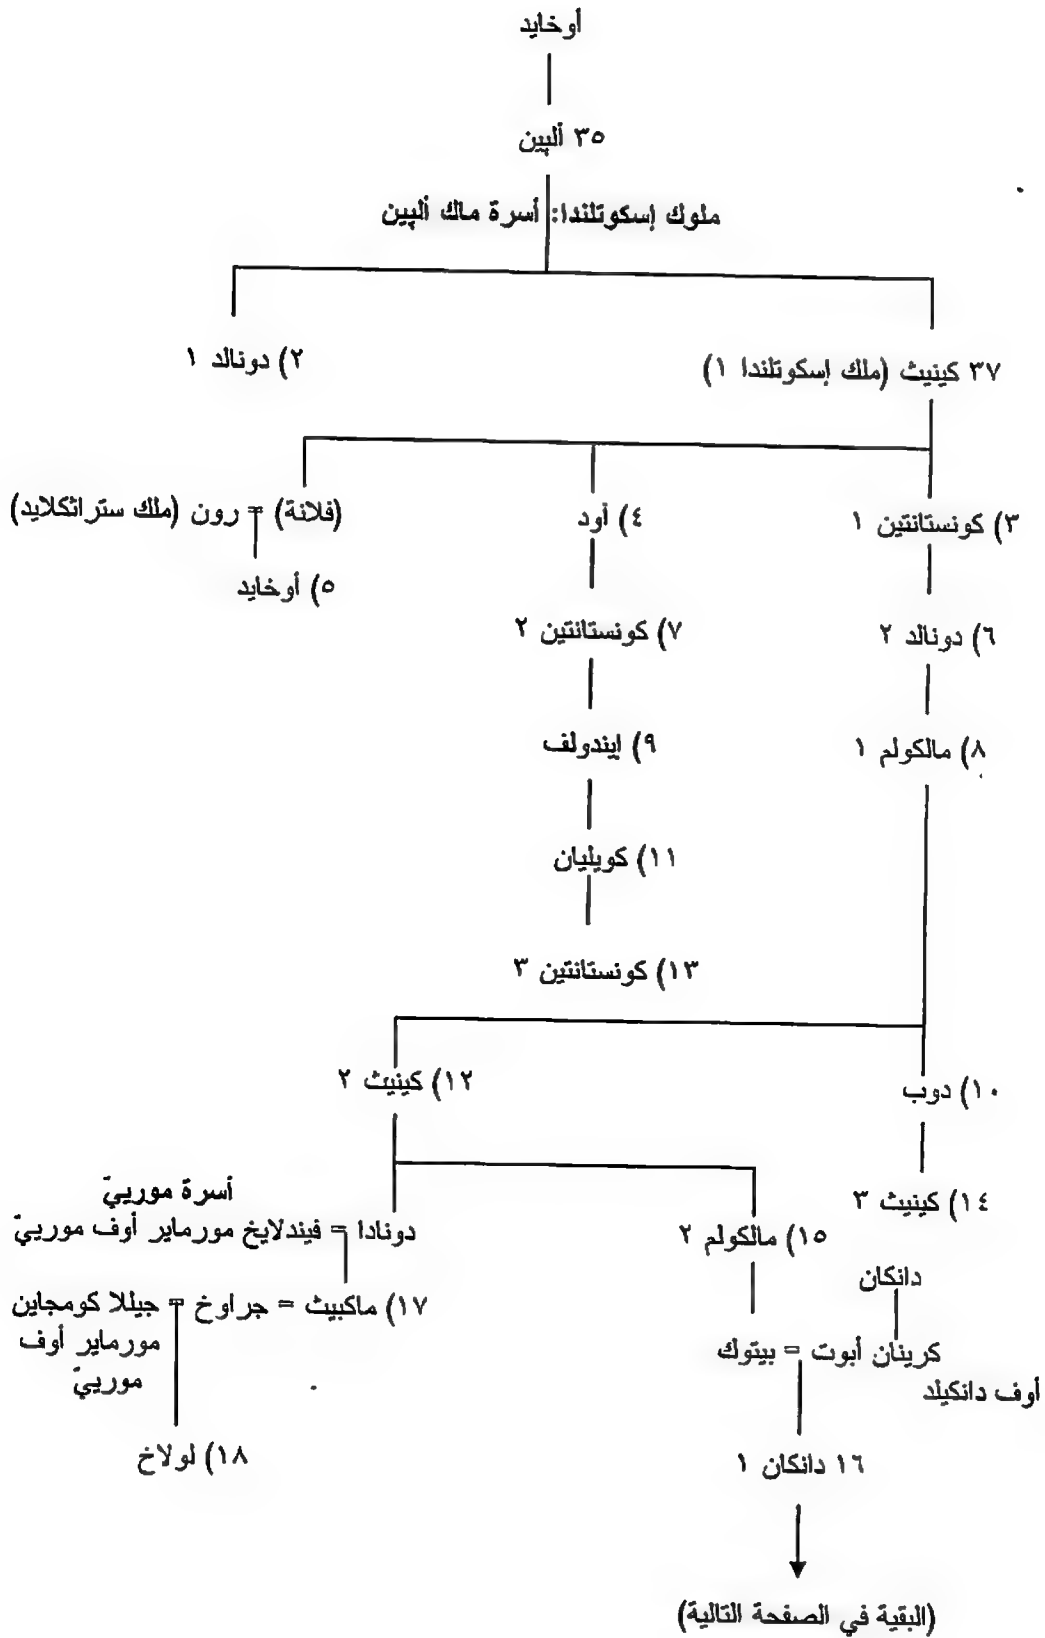 أوخايد
٣٥ ألبين
ملوك إسكوتلندا: أسرة ماك ألبين
٣٧ كينيث (ملك إسكوتلندا ١)
٢) دونالد ١
٣) كونستانتين ١
٤) أود
(فلانة) = رون (ملك ستراثكلايد)
٥) أوخايد
٦) دونالد ٢
٧) كونستانتين ٢
٨) مالكولم ١
٩) إيندولف
١١) كويليان
١٣) كونستانتين ٣
١٠) دوب
١٢) كينيث ٢
١٤) كينيث ٣
١٥) مالكولم ٢
أسرة مورييّ
دونادا = فيندلايخ مورماير أوف مورييّ
دانكان
كرينان أبوت = بيتوك
أوف دانكيلد
١٧) ماكبيث = جراوخ = جيللا كومجاين
مورماير أوف
مورييّ
١٦ دانكان ١
١٨) لولاخ
(البقية في الصفحة التالية)